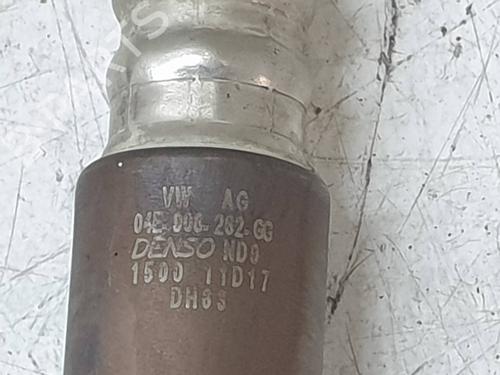 VW AG
04E-906-262-GG
DENSO ND0
1500 11D17
DH63